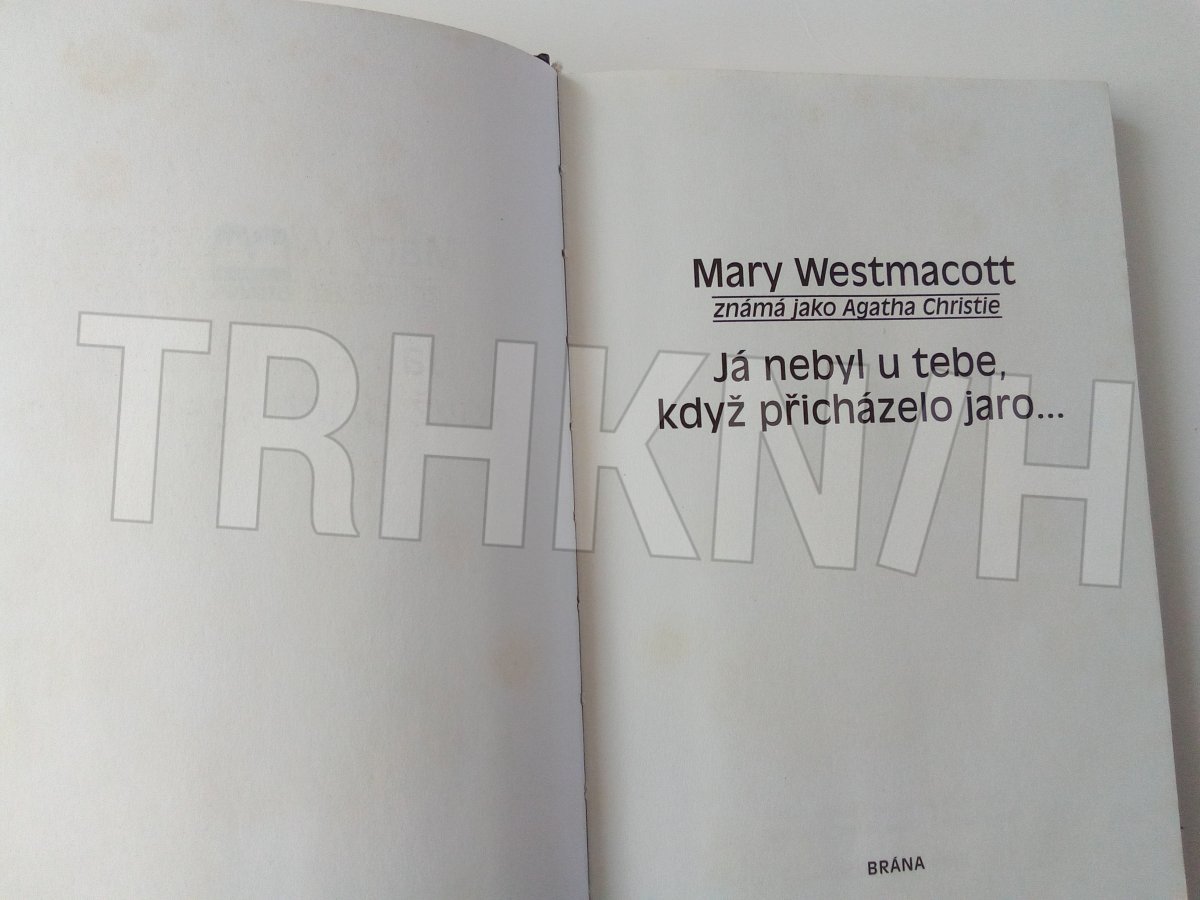 Mary Westmacott
známá jako Agatha Christie
Já nebyl u tebe,
když přicházelo jaro...
TRHKNIH
BRÁNA